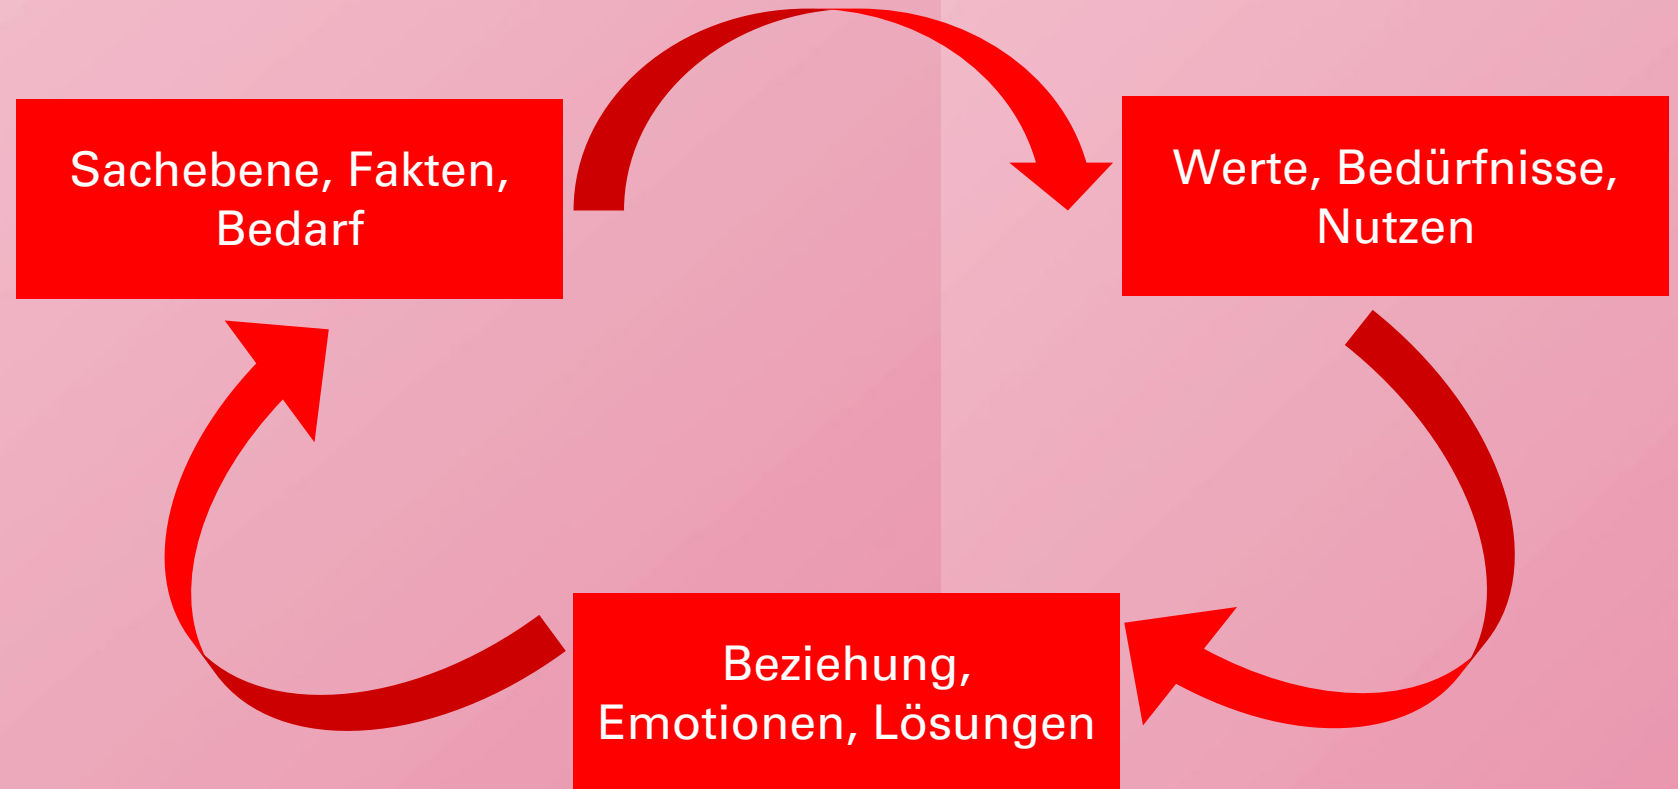 Sachebene, Fakten,
Bedarf
Werte, Bedürfnisse,
Nutzen
Beziehung,
Emotionen, Lösungen